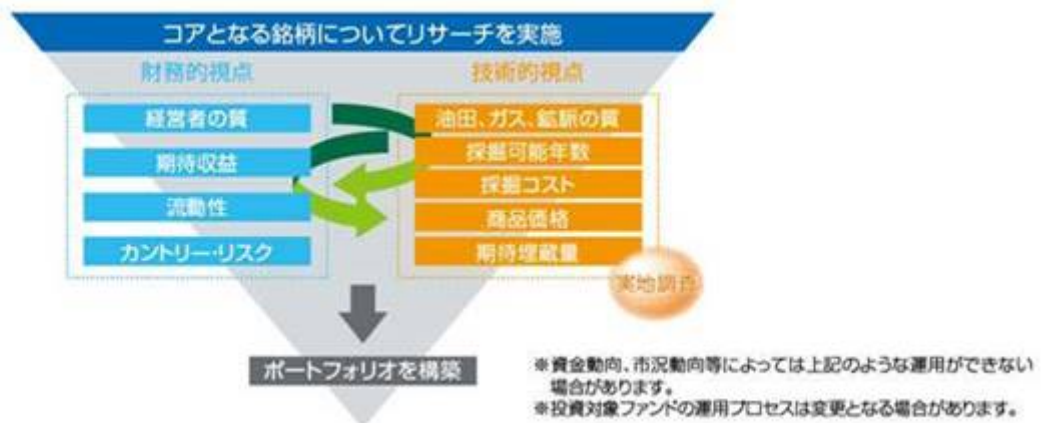 コアとなる銘柄についてリサーチを実施
財務的視点
経営者の質
期待収益
流動性
カントリー・リスク
技術的視点
油田、ガス、鉱脈の質
採掘可能年数
採掘コスト
商品価格
期待埋蔵量
実地調査
ポートフォリオを構築
※資金動向、市況動向等によっては上記のような運用ができない
場合があります。
※投資対象ファンドの運用プロセスは変更となる場合があります。